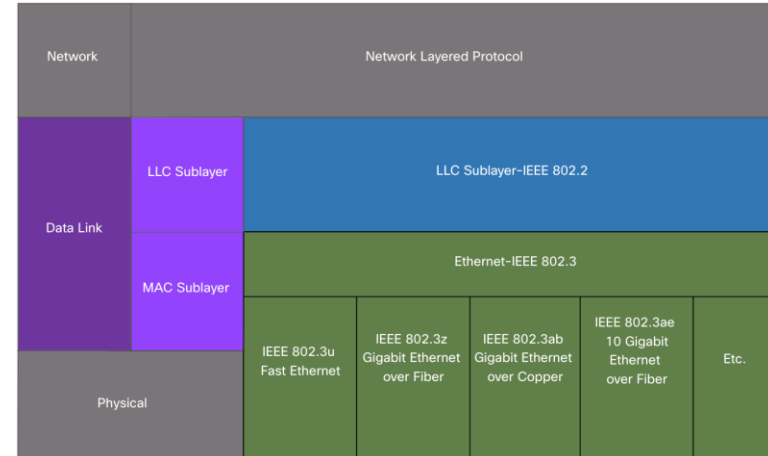 Network
Network Layered Protocol
Data Link
LLC Sublayer
LLC Sublayer-IEEE 802.2
MAC Sublayer
Ethernet-IEEE 802.3
Physical
IEEE 802.3u
Fast Ethernet
IEEE 802.3z
Gigabit Ethernet
over Fiber
IEEE 802.3ab
Gigabit Ethernet
over Copper
IEEE 802.3ae
10 Gigabit
Ethernet
over Fiber
Etc.